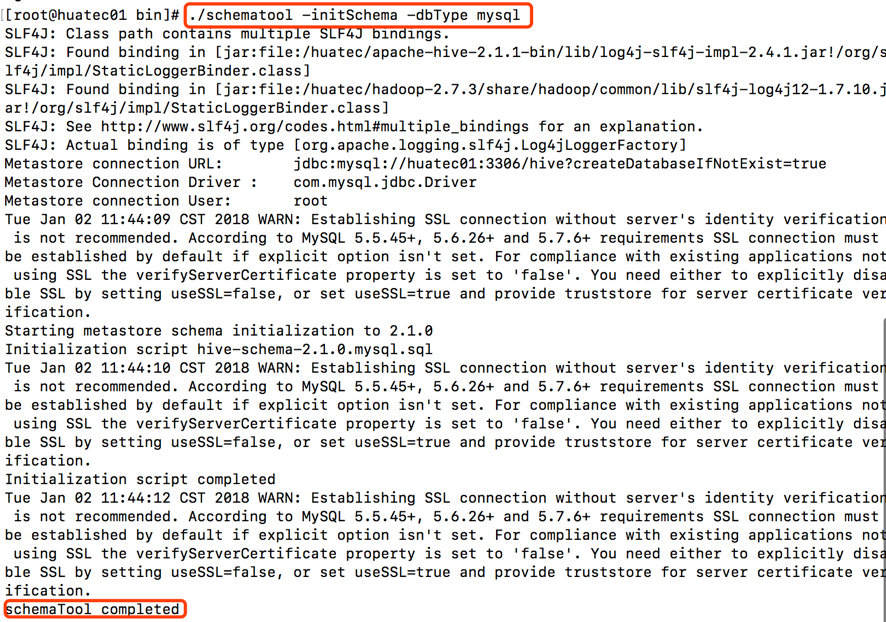 [root@huatec01 bin]# ./schematool -initSchema -dbType mysql
SLF4J: Class path contains multiple SLF4J bindings.
SLF4J: Found binding in [jar:file:/huatec/apache-hive-2.1.1-bin/lib/log4j-slf4j-impl-2.4.1.jar!/org/s
lf4j/impl/StaticLoggerBinder.class]
SLF4J: Found binding in [jar:file:/huatec/hadoop-2.7.3/share/hadoop/common/lib/slf4j-log4j12-1.7.10.j
ar!/org/slf4j/impl/StaticLoggerBinder.class]
SLF4J: See http://www.slf4j.org/codes.html#multiple_bindings for an explanation.
SLF4J: Actual binding is of type [org.apache.logging.slf4j.Log4jLoggerFactory]
Metastore connection URL: jdbc:mysql://huatec01:3306/hive?createDatabaseIfNotExist=true
Metastore Connection Driver : com.mysql.jdbc.Driver
Metastore connection User: root
Tue Jan 02 11:44:09 CST 2018 WARN: Establishing SSL connection without server's identity verification
is not recommended. According to MySQL 5.5.45+, 5.6.26+ and 5.7.6+ requirements SSL connection must
be established by default if explicit option isn't set. For compliance with existing applications not
using SSL the verifyServerCertificate property is set to 'false'. You need either to explicitly disa
ble SSL by setting useSSL=false, or set useSSL=true and provide truststore for server certificate ver
ification.
Starting metastore schema initialization to 2.1.0
Initialization script hive-schema-2.1.0.mysql.sql
Tue Jan 02 11:44:10 CST 2018 WARN: Establishing SSL connection without server's identity verification
is not recommended. According to MySQL 5.5.45+, 5.6.26+ and 5.7.6+ requirements SSL connection must
be established by default if explicit option isn't set. For compliance with existing applications not
using SSL the verifyServerCertificate property is set to 'false'. You need either to explicitly disa
ble SSL by setting useSSL=false, or set useSSL=true and provide truststore for server certificate ver
ification.
Initialization script completed
Tue Jan 02 11:44:12 CST 2018 WARN: Establishing SSL connection without server's identity verification
is not recommended. According to MySQL 5.5.45+, 5.6.26+ and 5.7.6+ requirements SSL connection must
be established by default if explicit option isn't set. For compliance with existing applications not
using SSL the verifyServerCertificate property is set to 'false'. You need either to explicitly disa
ble SSL by setting useSSL=false, or set useSSL=true and provide truststore for server certificate ver
ification.
schemaTool completed